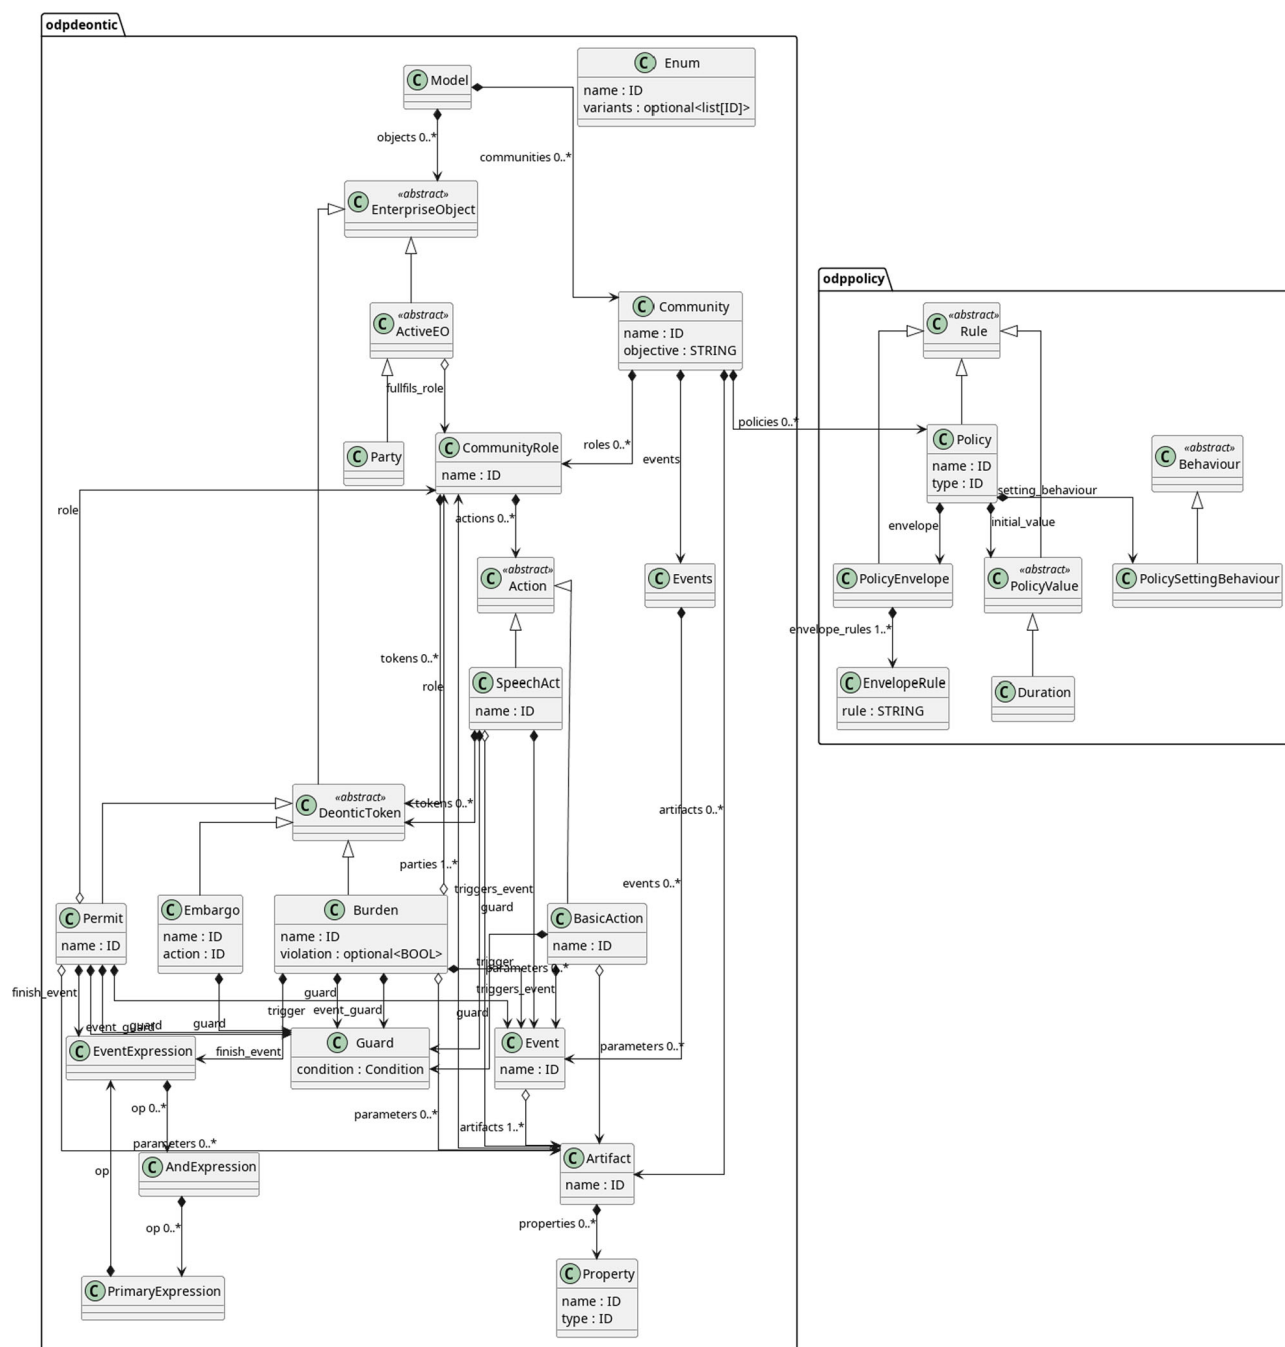 odpdeontic
C Model
C Enum
name : ID
variants : optional<list[ID]>
objects 0..*
communities 0..*
C «abstract»
EnterpriseObject
odppolicy
C «abstract»
ActiveEO
C Community
name : ID
objective : STRING
C «abstract»
Rule
fullfils_role
policies 0..*
C Party
C CommunityRole
name : ID
roles 0..*
events
C Policy
name : ID
type : ID
C «abstract»
Behaviour
role
actions 0..*
setting_behaviour
envelope
initial_value
C «abstract»
Action
C Events
C PolicyEnvelope
C «abstract»
PolicyValue
C PolicySettingBehaviour
envelope_rules 1..*
tokens 0..*
role
C SpeechAct
name : ID
C EnvelopeRule
rule : STRING
C Duration
C «abstract»
DeonticToken
tokens 0..*
artifacts 0..*
parties 1..*
triggers_event
events 0..*
guard
C Permit
name : ID
C Embargo
name : ID
action : ID
C Burden
name : ID
violation : optional<BOOL>
C BasicAction
name : ID
trigger
parameters 0..*
finish_event
guard
triggers_event
trigger
event_guard
guard
event_guard
guard
guard
C EventExpression
finish_event
C Guard
condition : Condition
C Event
name : ID
parameters 0..*
op 0..*
parameters 0..*
artifacts 1..*
parameters 0..*
op
C AndExpression
C Artifact
name : ID
op 0..*
properties 0..*
C PrimaryExpression
C Property
name : ID
type : ID